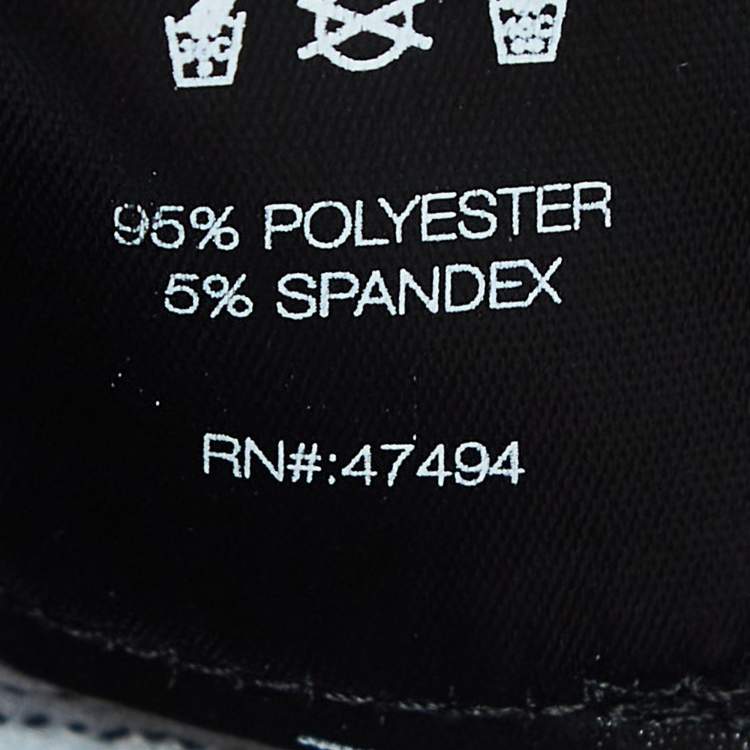 95% POLYESTER
5% SPANDEX
RN#:47494